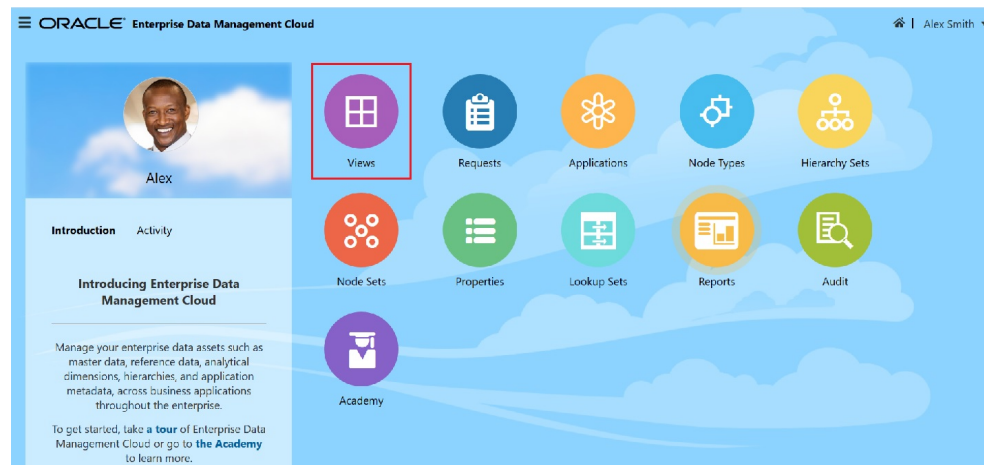 ORACLE® Enterprise Data Management Cloud
Alex Smith
Alex
Introduction Activity
Introducing Enterprise Data
Management Cloud
Manage your enterprise data assets such as
master data, reference data, analytical
dimensions, hierarchies, and application
metadata, across business applications
throughout the enterprise.
To get started, take a tour of Enterprise Data
Management Cloud or go to the Academy
to learn more.
Views Requests Applications Node Types Hierarchy Sets
Node Sets Properties Lookup Sets Reports Audit
Academy